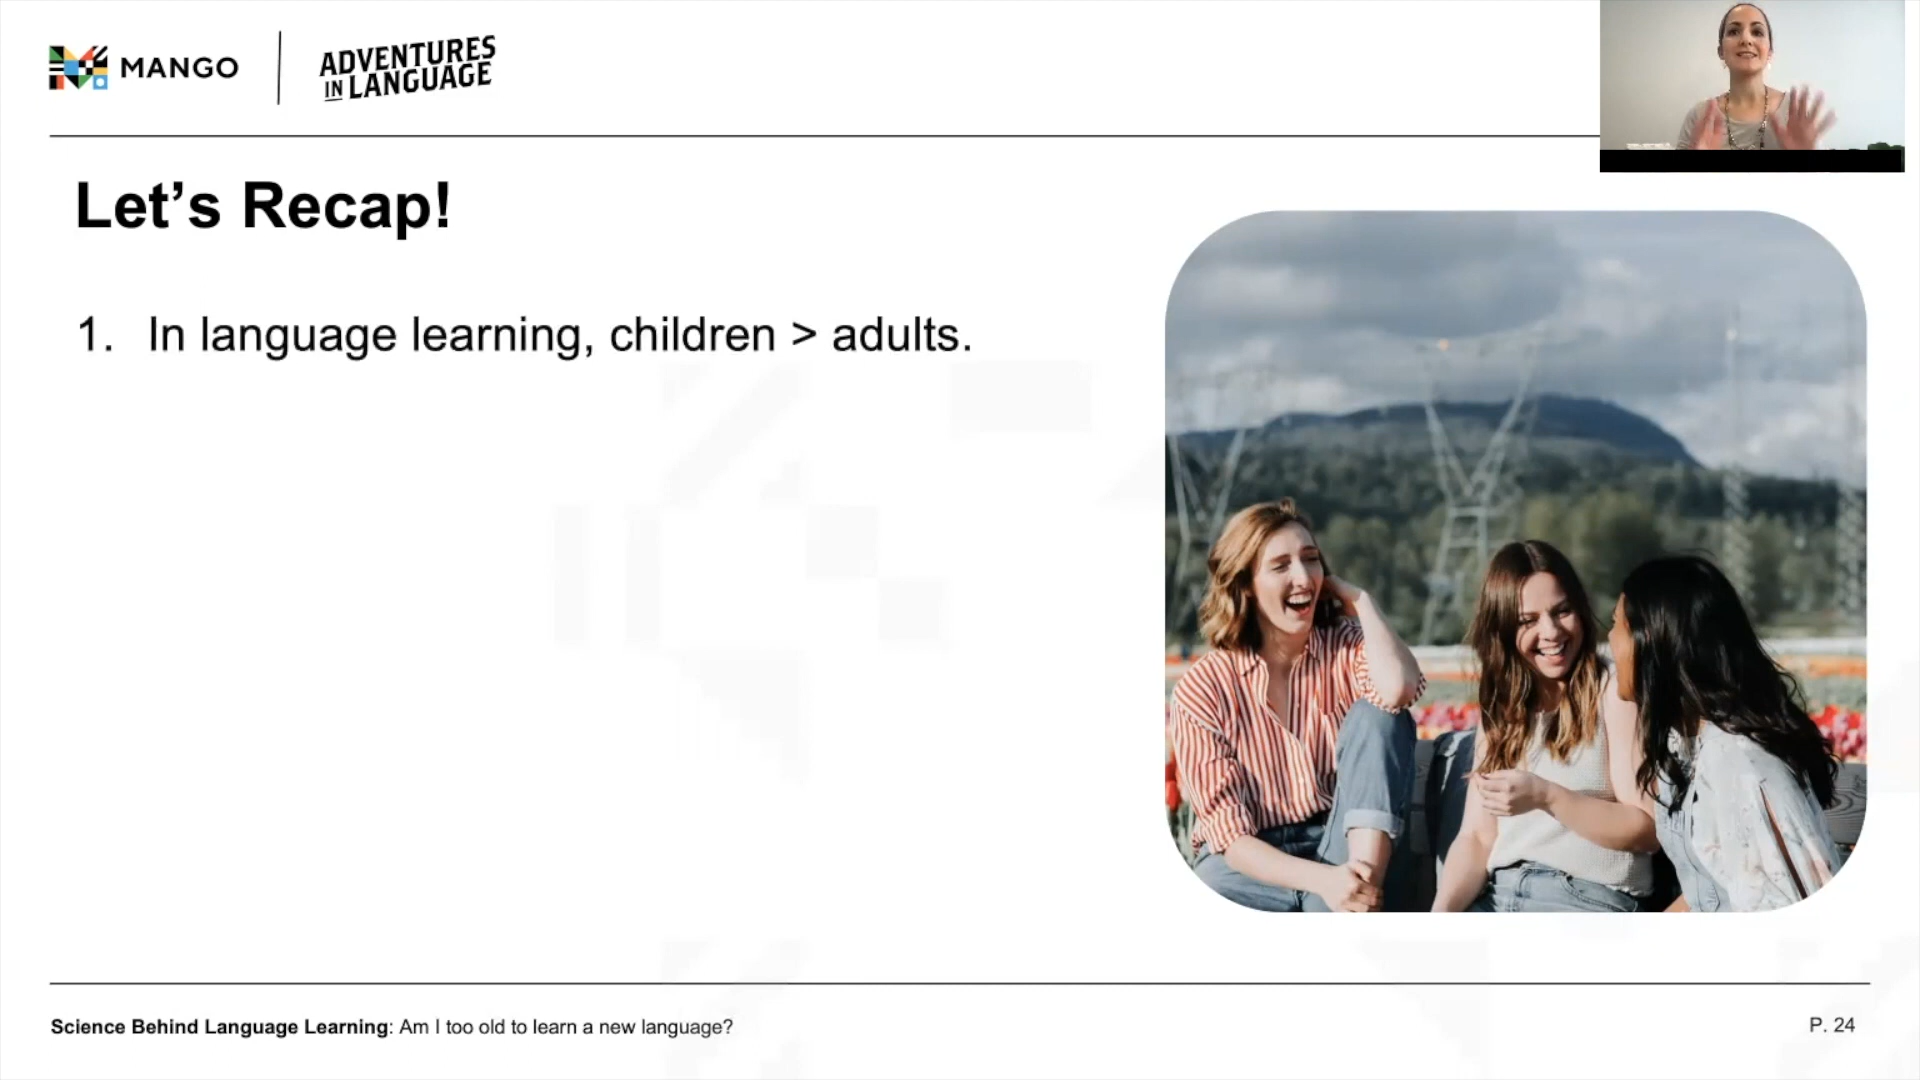 MANGO
ADVENTURES
IN LANGUAGE
Let’s Recap!
1. In language learning, children > adults.
Science Behind Language Learning: Am I too old to learn a new language?
P. 24